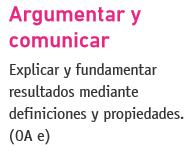 Argumentar y
comunicar
Explicar y fundamentar
resultados mediante
definiciones y propiedades.
(OA e)